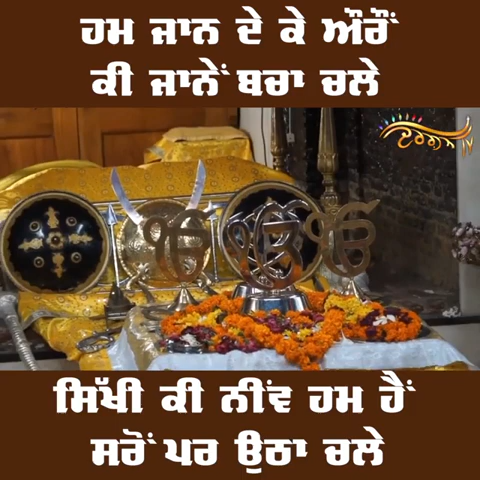 ਹਮ ਜਾਨ ਦੇ ਕੇ ਔਰੌਂ
ਕੀ ਜਾਨੇਂ ਬਚਾ ਚਲੇ
ੴ ੴ ੴ
ਸਿੱਖੀ ਕੀ ਨੀਂਵ ਹਮ ਹੈਂ
ਸਰੋਂ ਪਰ ਉਠਾ ਚਲੇ